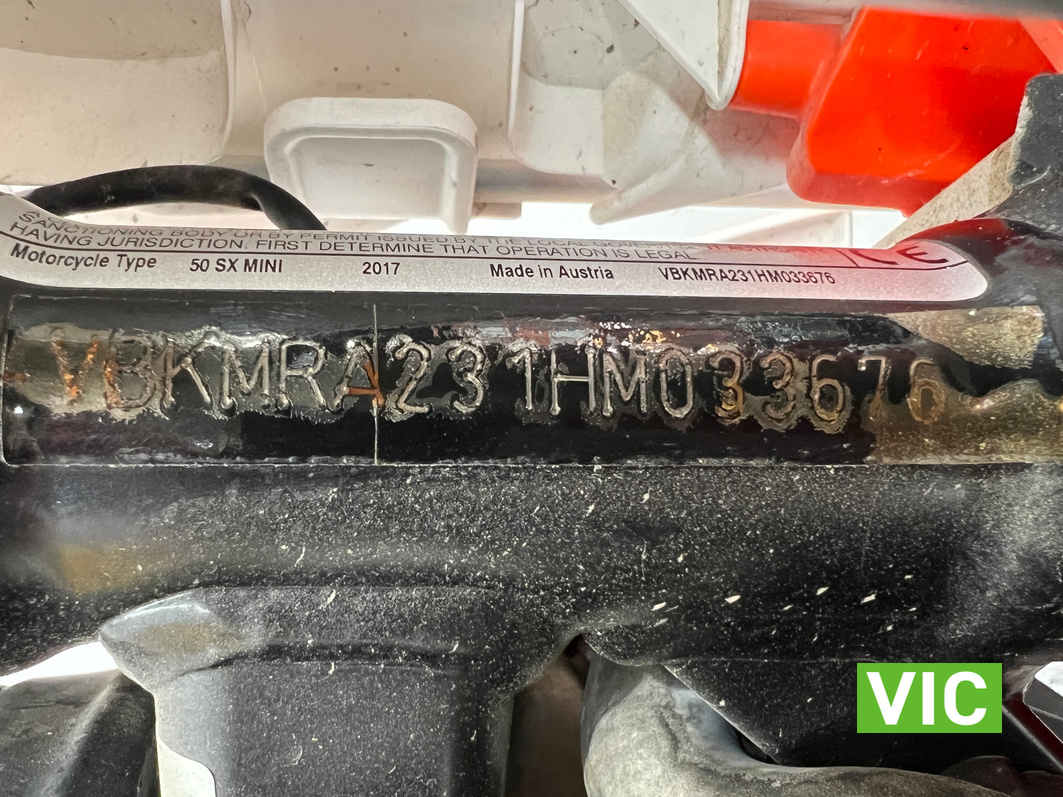 SANCTIONING BODY OR BY PERMIT ISSUED BY THE LOCAL
HAVING JURISDICTION, FIRST DETERMINE THAT OPERATION IS LEGAL
Motorcycle Type 50 SX MINI 2017 Made in Austria VBKMRA231HM033676
CE
VBKMRA231HM033676
VIC